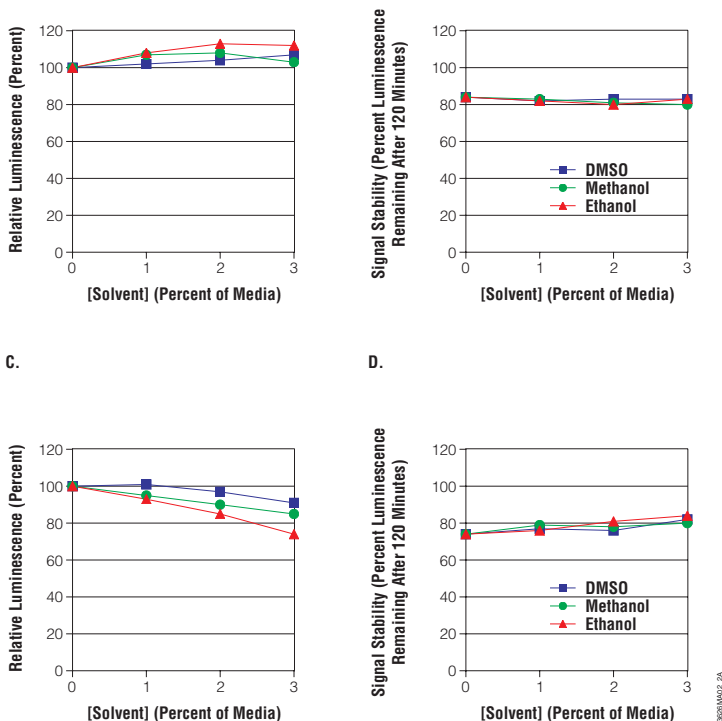 Relative Luminescence (Percent)
120
100
80
60
40
20
0
0 1 2 3
[Solvent] (Percent of Media)
Signal Stability (Percent Luminescence
Remaining After 120 Minutes)
120
100
80
60
40
20
0
DMSO
Methanol
Ethanol
0 1 2 3
[Solvent] (Percent of Media)
C.
D.
Relative Luminescence (Percent)
120
100
80
60
40
20
0
0 1 2 3
[Solvent] (Percent of Media)
Signal Stability (Percent Luminescence
Remaining After 120 Minutes)
120
100
80
60
40
20
0
DMSO
Methanol
Ethanol
0 1 2 3
[Solvent] (Percent of Media)